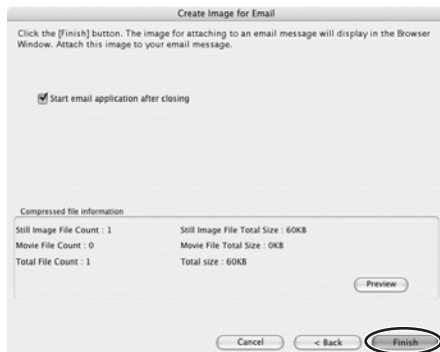 Create Image for Email
Click the [Finish] button. The image for attaching to an email message will display in the Browser
Window. Attach this image to your email message.
Start email application after closing
Compressed file information
Still Image File Count : 1 Still Image File Total Size : 60KB
Movie File Count : 0 Movie File Total Size : 0KB
Total File Count : 1 Total size : 60KB
Preview
Cancel < Back Finish